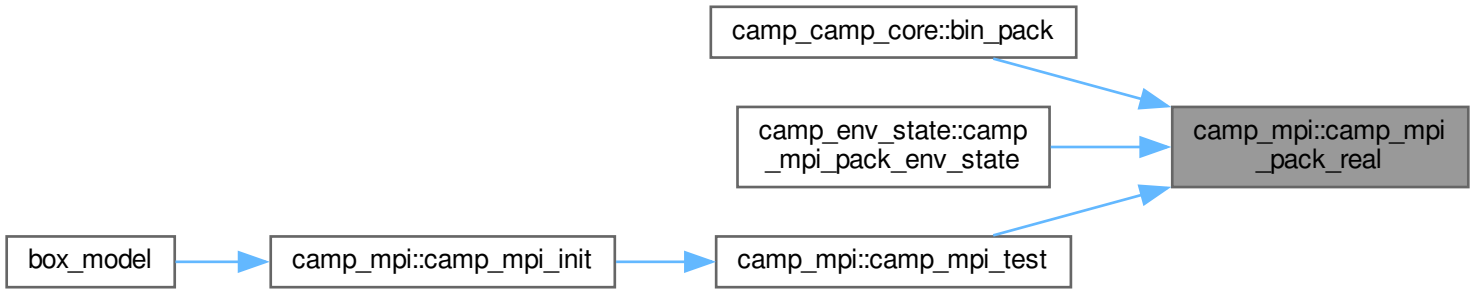 camp_camp_core::bin_pack
camp_env_state::camp
_mpi_pack_env_state
camp_mpi::camp_mpi
_pack_real
box_model
camp_mpi::camp_mpi_init
camp_mpi::camp_mpi_test